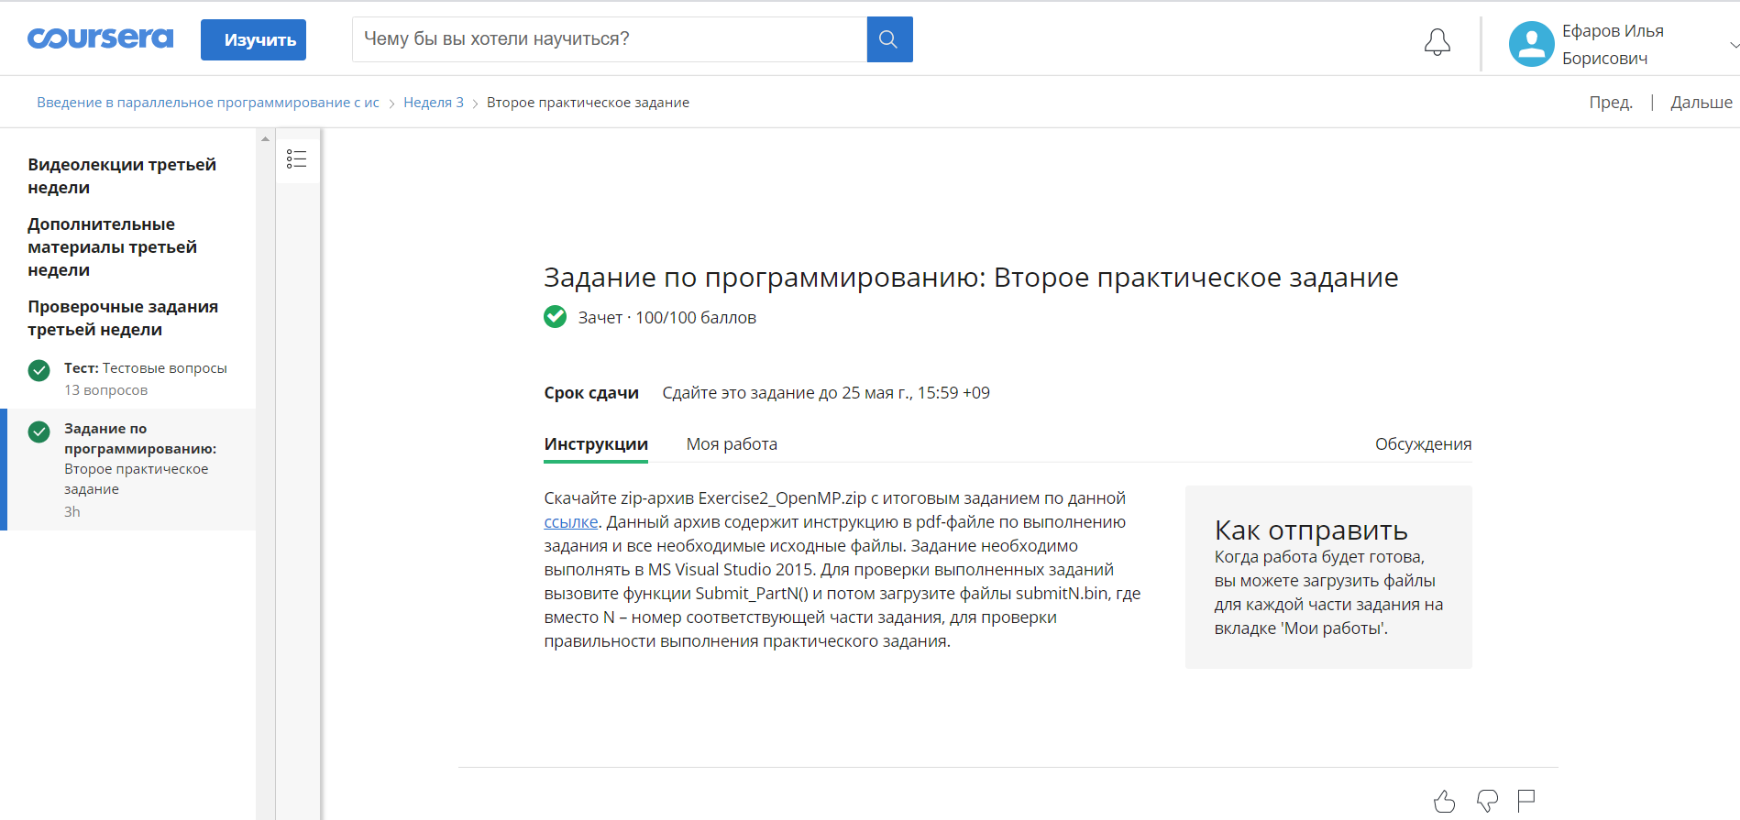 coursera
Изучить
Чему бы вы хотели научиться?
Ефаров Илья
Борисович
Введение в параллельное программирование с ис > Неделя 3 > Второе практическое задание
Пред. | Дальше
Видеолекции третьей
недели
Дополнительные
материалы третьей
недели
Проверочные задания
третьей недели
Тест: Тестовые вопросы
13 вопросов
Задание по
программированию:
Второе практическое
задание
3h
Задание по программированию: Второе практическое задание
Зачет · 100/100 баллов
Срок сдачи Сдайте это задание до 25 мая г., 15:59 +09
Инструкции Моя работа Обсуждения
Скачайте zip-архив Exercise2_OpenMP.zip с итоговым заданием по данной
ссылке. Данный архив содержит инструкцию в pdf-файле по выполнению
задания и все необходимые исходные файлы. Задание необходимо
выполнять в MS Visual Studio 2015. Для проверки выполненных заданий
вызовите функции Submit_PartN() и потом загрузите файлы submitN.bin, где
вместо N – номер соответствующей части задания, для проверки
правильности выполнения практического задания.
Как отправить
Когда работа будет готова,
вы можете загрузить файлы
для каждой части задания на
вкладке 'Мои работы'.